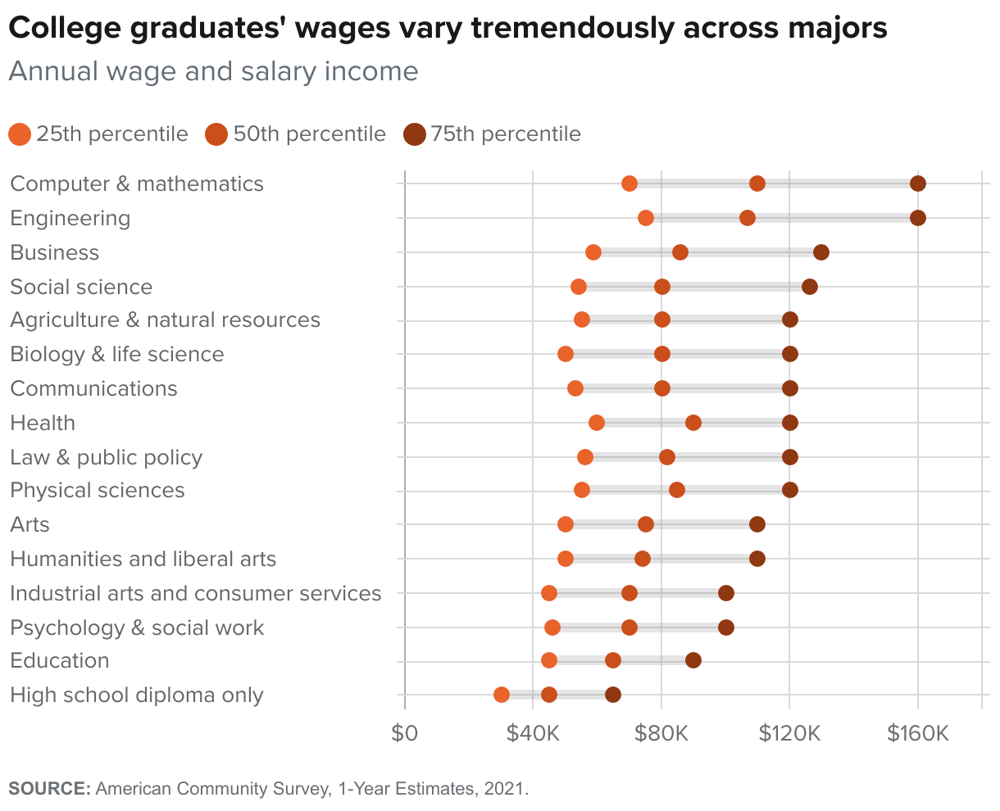 College graduates' wages vary tremendously across majors
Annual wage and salary income
25th percentile 50th percentile 75th percentile
Computer & mathematics
Engineering
Business
Social science
Agriculture & natural resources
Biology & life science
Communications
Health
Law & public policy
Physical sciences
Arts
Humanities and liberal arts
Industrial arts and consumer services
Psychology & social work
Education
High school diploma only
$0 $40K $80K $120K $160K
SOURCE: American Community Survey, 1-Year Estimates, 2021.